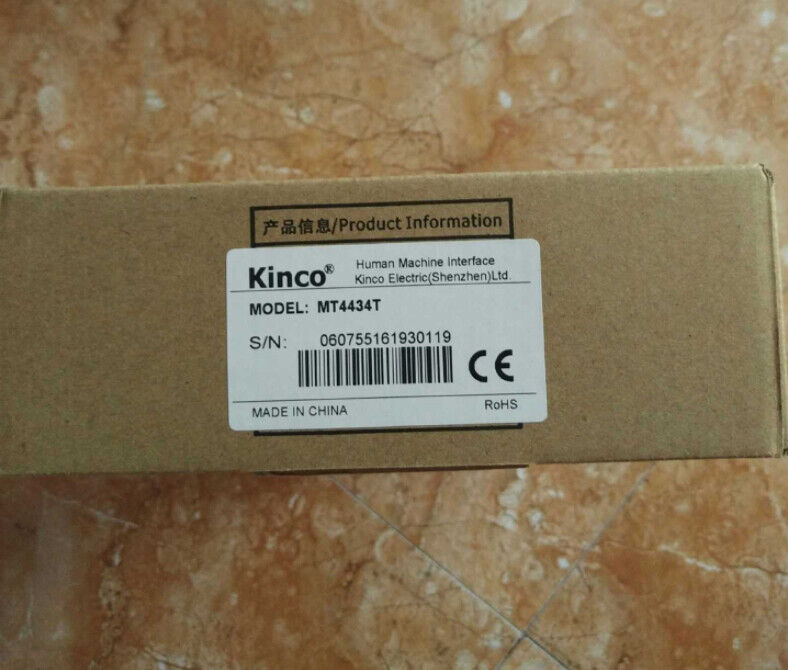 产品信息/Product Information
Kinco® Human Machine Interface
Kinco Electric(Shenzhen)Ltd.
MODEL: MT4434T
S/N: 060755161930119
CE
MADE IN CHINA RoHS